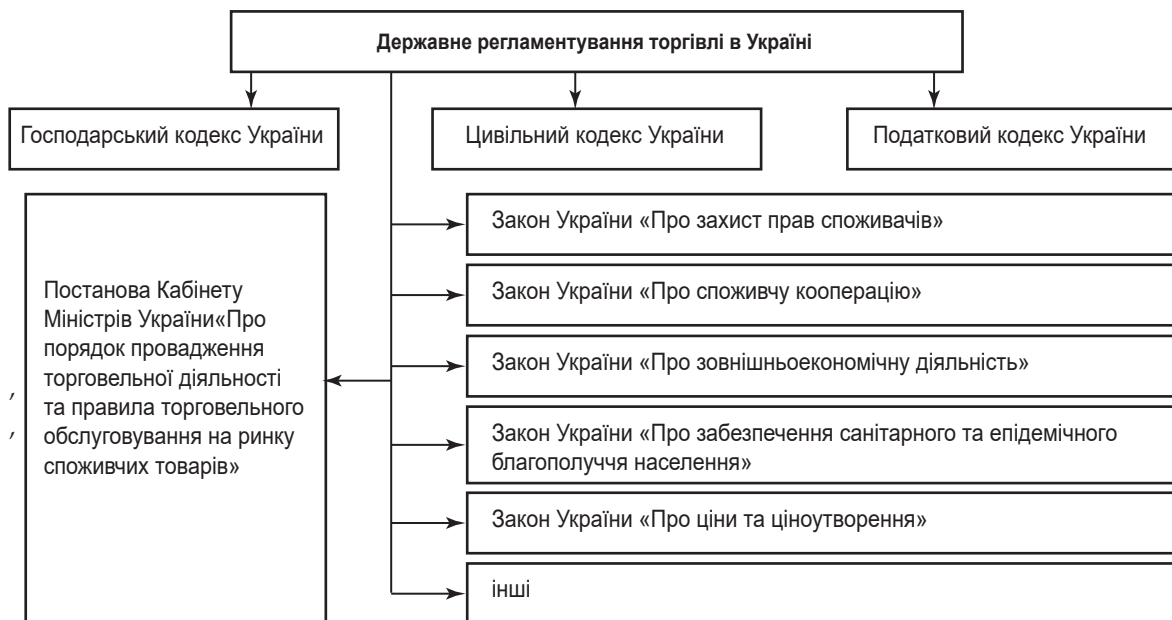 Державне регламентування торгівлі в Україні
Господарський кодекс України
Цивільний кодекс України
Податковий кодекс України
Постанова Кабінету
Міністрів України«Про
порядок провадження
торговельної діяльності
та правила торговельного
обслуговування на ринку
споживчих товарів»
Закон України «Про захист прав споживачів»
Закон України «Про споживчу кооперацію»
Закон України «Про зовнішньоекономічну діяльність»
Закон України «Про забезпечення санітарного та епідемічного
благополуччя населення»
Закон України «Про ціни та ціноутворення»
інші